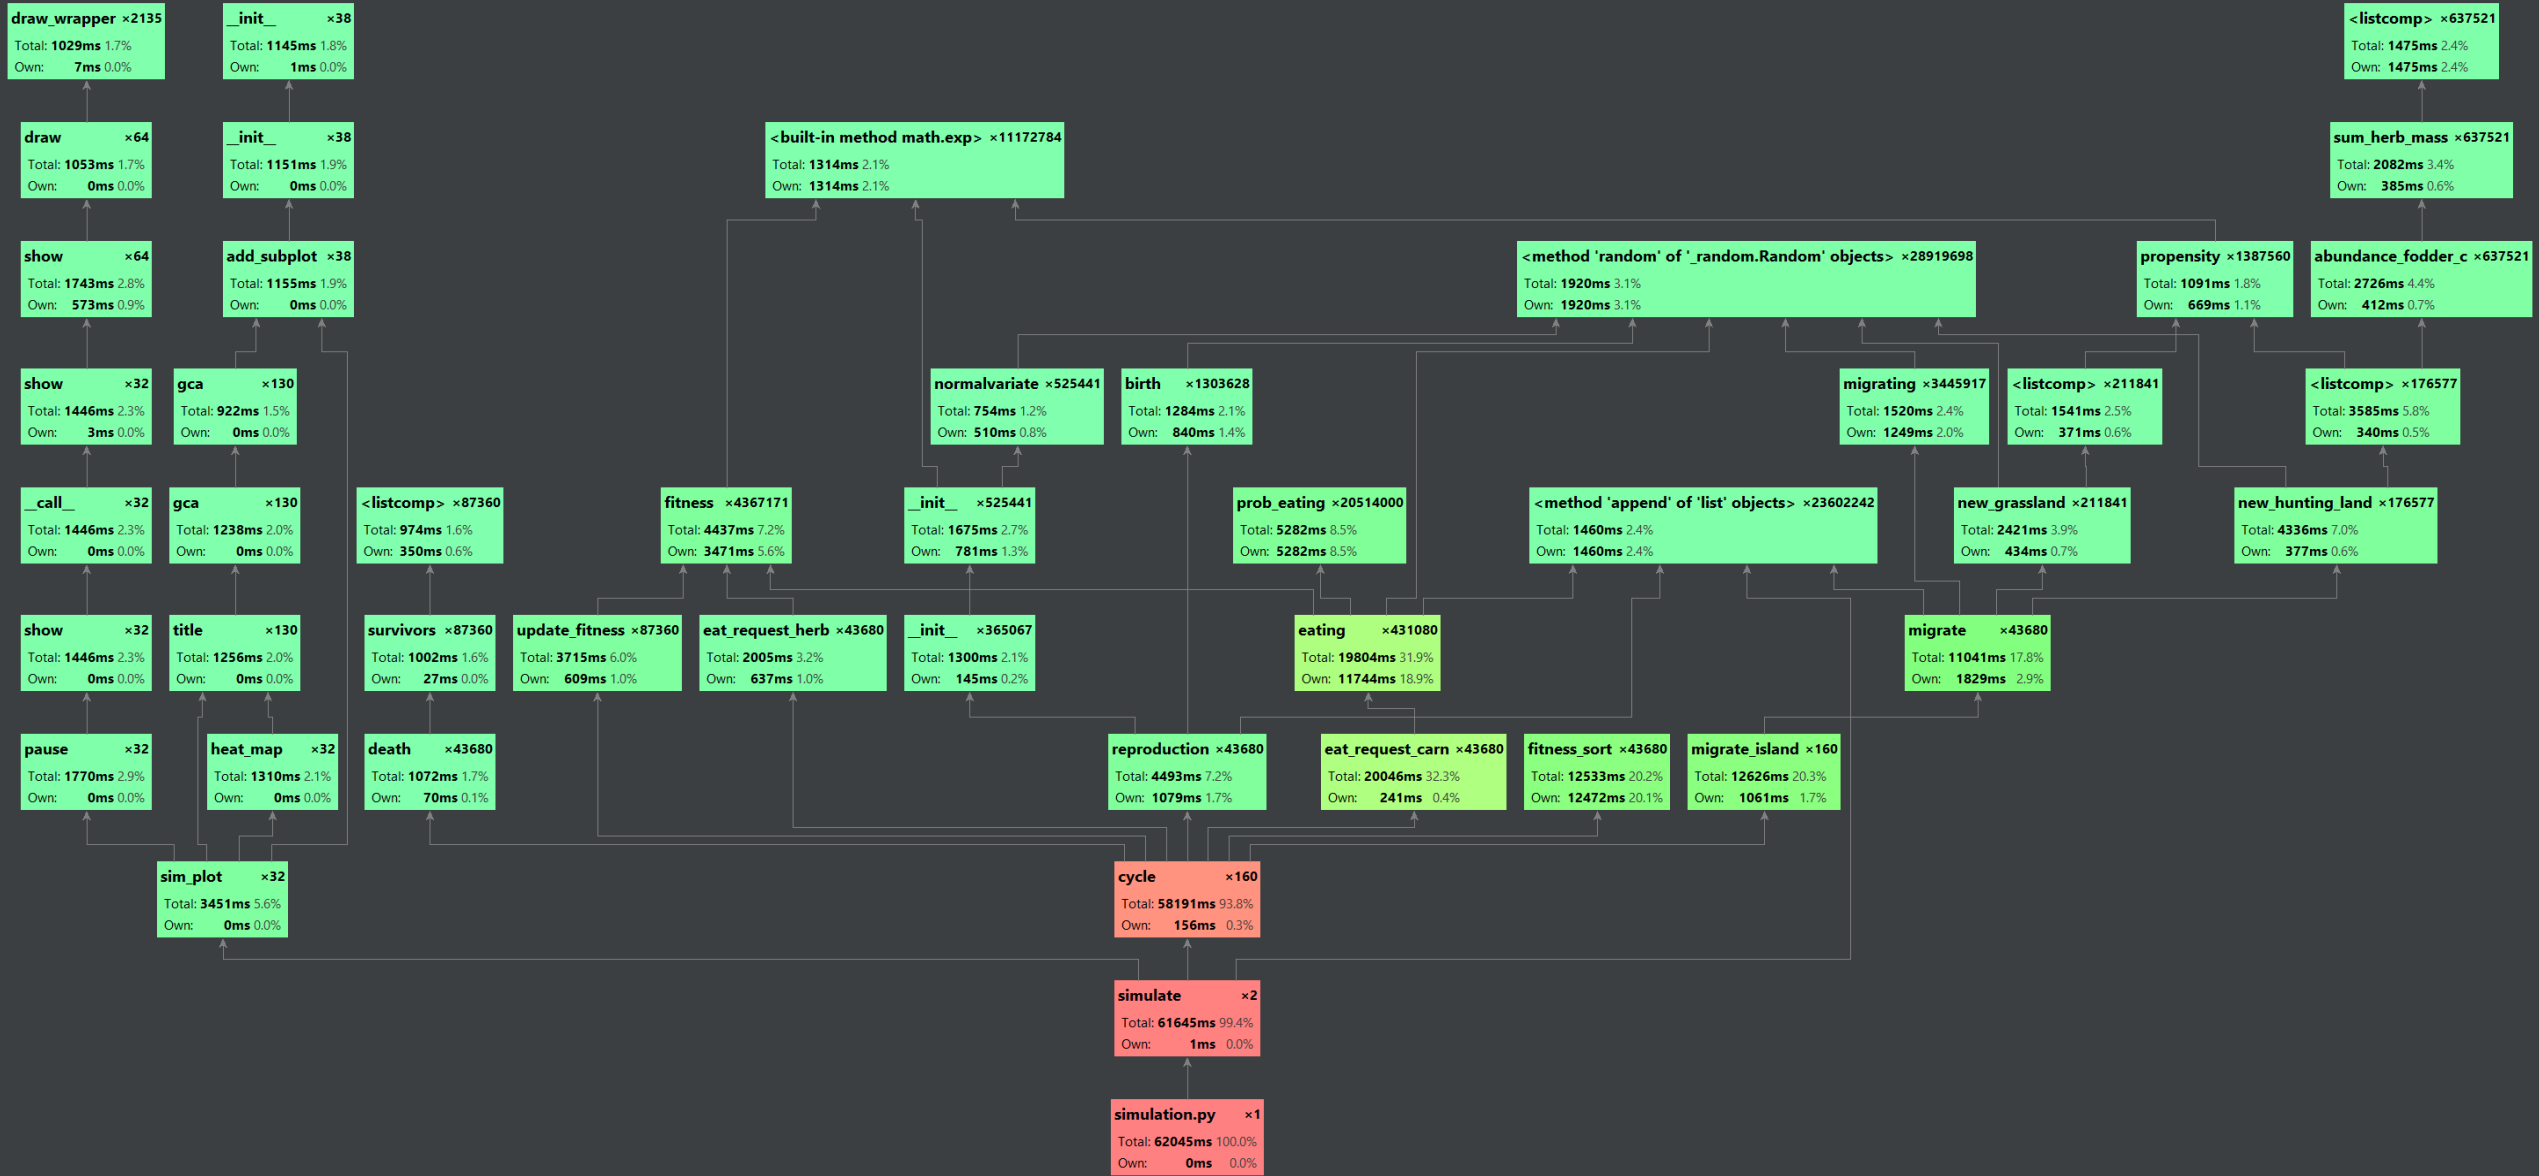 draw_wrapper ×2135
Total: 1029ms 1.7%
Own: 7ms 0.0%
__init__ ×38
Total: 1145ms 1.8%
Own: 1ms 0.0%
<listcomp> ×637521
Total: 1475ms 2.4%
Own: 1475ms 2.4%
draw ×64
Total: 1053ms 1.7%
Own: 0ms 0.0%
__init__ ×38
Total: 1151ms 1.9%
Own: 0ms 0.0%
<built-in method math.exp> ×11172784
Total: 1314ms 2.1%
Own: 1314ms 2.1%
sum_herb_mass ×637521
Total: 2082ms 3.4%
Own: 385ms 0.6%
show ×64
Total: 1743ms 2.8%
Own: 573ms 0.9%
add_subplot ×38
Total: 1155ms 1.9%
Own: 0ms 0.0%
<method 'random' of '_random.Random' objects> ×28919698
Total: 1920ms 3.1%
Own: 1920ms 3.1%
propensity ×1387560
Total: 1091ms 1.8%
Own: 669ms 1.1%
abundance_fodder_c ×637521
Total: 2726ms 4.4%
Own: 412ms 0.7%
show ×32
Total: 1446ms 2.3%
Own: 3ms 0.0%
gca ×130
Total: 922ms 1.5%
Own: 0ms 0.0%
normalvariate ×525441
Total: 754ms 1.2%
Own: 510ms 0.8%
birth ×1303628
Total: 1284ms 2.1%
Own: 840ms 1.4%
migrating ×3445917
Total: 1520ms 2.4%
Own: 1249ms 2.0%
<listcomp> ×211841
Total: 1541ms 2.5%
Own: 371ms 0.6%
<listcomp> ×176577
Total: 3585ms 5.8%
Own: 340ms 0.5%
__call__ ×32
Total: 1446ms 2.3%
Own: 0ms 0.0%
gca ×130
Total: 1238ms 2.0%
Own: 0ms 0.0%
<listcomp> ×87360
Total: 974ms 1.6%
Own: 350ms 0.6%
fitness ×4367171
Total: 4437ms 7.2%
Own: 3471ms 5.6%
__init__ ×525441
Total: 1675ms 2.7%
Own: 781ms 1.3%
prob_eating ×20514000
Total: 5282ms 8.5%
Own: 5282ms 8.5%
<method 'append' of 'list' objects> ×23602242
Total: 1460ms 2.4%
Own: 1460ms 2.4%
new_grassland ×211841
Total: 2421ms 3.9%
Own: 434ms 0.7%
new_hunting_land ×176577
Total: 4336ms 7.0%
Own: 377ms 0.6%
show ×32
Total: 1446ms 2.3%
Own: 0ms 0.0%
title ×130
Total: 1256ms 2.0%
Own: 0ms 0.0%
survivors ×87360
Total: 1002ms 1.6%
Own: 27ms 0.0%
update_fitness ×87360
Total: 3715ms 6.0%
Own: 609ms 1.0%
eat_request_herb ×43680
Total: 2005ms 3.2%
Own: 637ms 1.0%
__init__ ×365067
Total: 1300ms 2.1%
Own: 145ms 0.2%
eating ×431080
Total: 19804ms 31.9%
Own: 11744ms 18.9%
migrate ×43680
Total: 11041ms 17.8%
Own: 1829ms 2.9%
pause ×32
Total: 1770ms 2.9%
Own: 0ms 0.0%
heat_map ×32
Total: 1310ms 2.1%
Own: 0ms 0.0%
death ×43680
Total: 1072ms 1.7%
Own: 70ms 0.1%
reproduction ×43680
Total: 4493ms 7.2%
Own: 1079ms 1.7%
eat_request_carn ×43680
Total: 20046ms 32.3%
Own: 241ms 0.4%
fitness_sort ×43680
Total: 12533ms 20.2%
Own: 12472ms 20.1%
migrate_island ×160
Total: 12626ms 20.3%
Own: 1061ms 1.7%
sim_plot ×32
Total: 3451ms 5.6%
Own: 0ms 0.0%
cycle ×160
Total: 58191ms 93.8%
Own: 156ms 0.3%
simulate ×2
Total: 61645ms 99.4%
Own: 1ms 0.0%
simulation.py ×1
Total: 62045ms 100.0%
Own: 0ms 0.0%